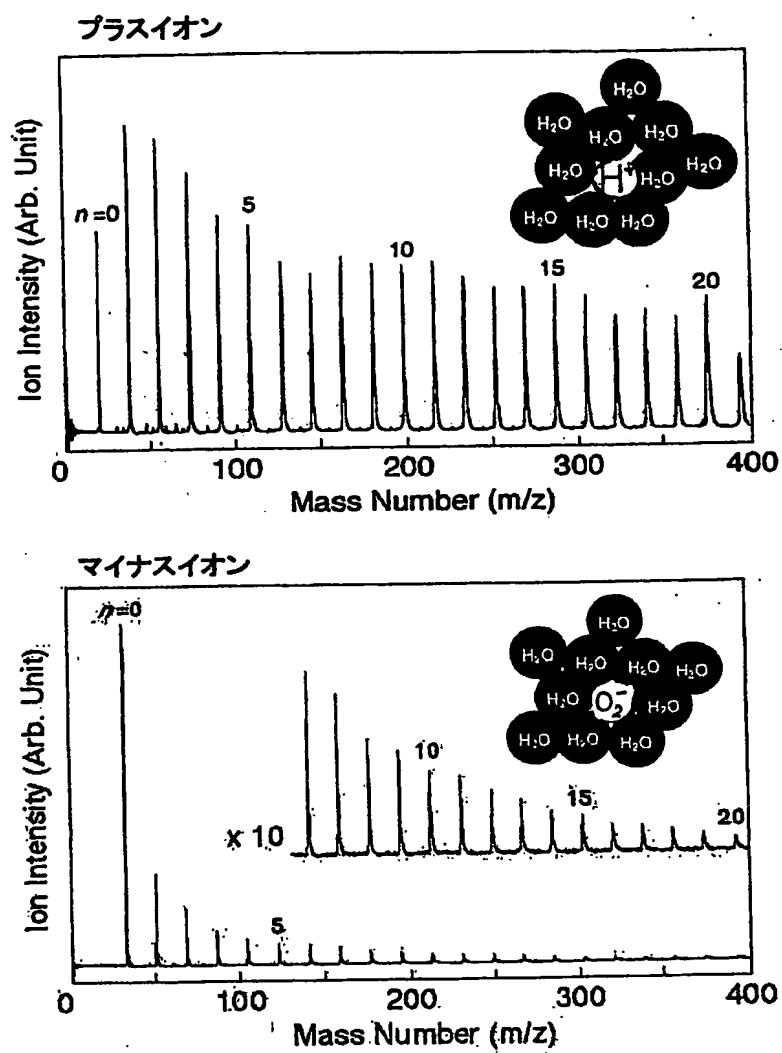 プラスイオン
Ion Intensity (Arb. Unit)
n=0
5
10
15
20
H₂O
H₂O
H₂O
H₂O
H₂O
H⁺
H₂O
H₂O
H₂O
H₂O
H₂O
0
100
200
300
400
Mass Number (m/z)
マイナスイオン
Ion Intensity (Arb. Unit)
n=0
5
x 10
10
15
20
H₂O
H₂O
H₂O
H₂O
H₂O
H₂O
O₂⁻
H₂O
H₂O
H₂O
H₂O
0
100
200
300
400
Mass Number (m/z)